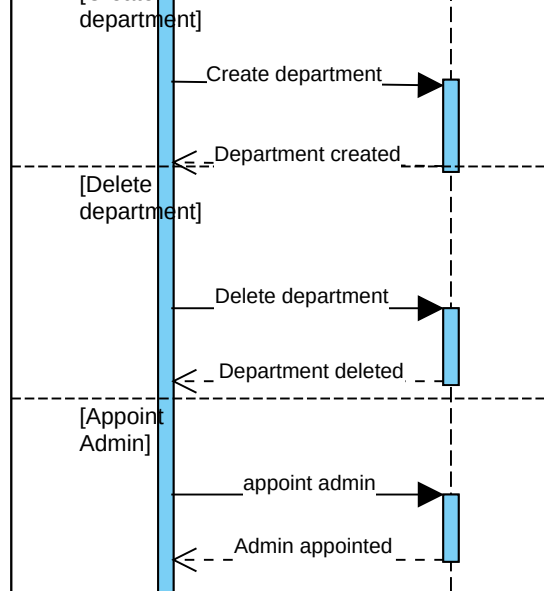 department]
Create department
Department created
[Delete
department]
Delete department
Department deleted
[Appoint
Admin]
appoint admin
Admin appointed